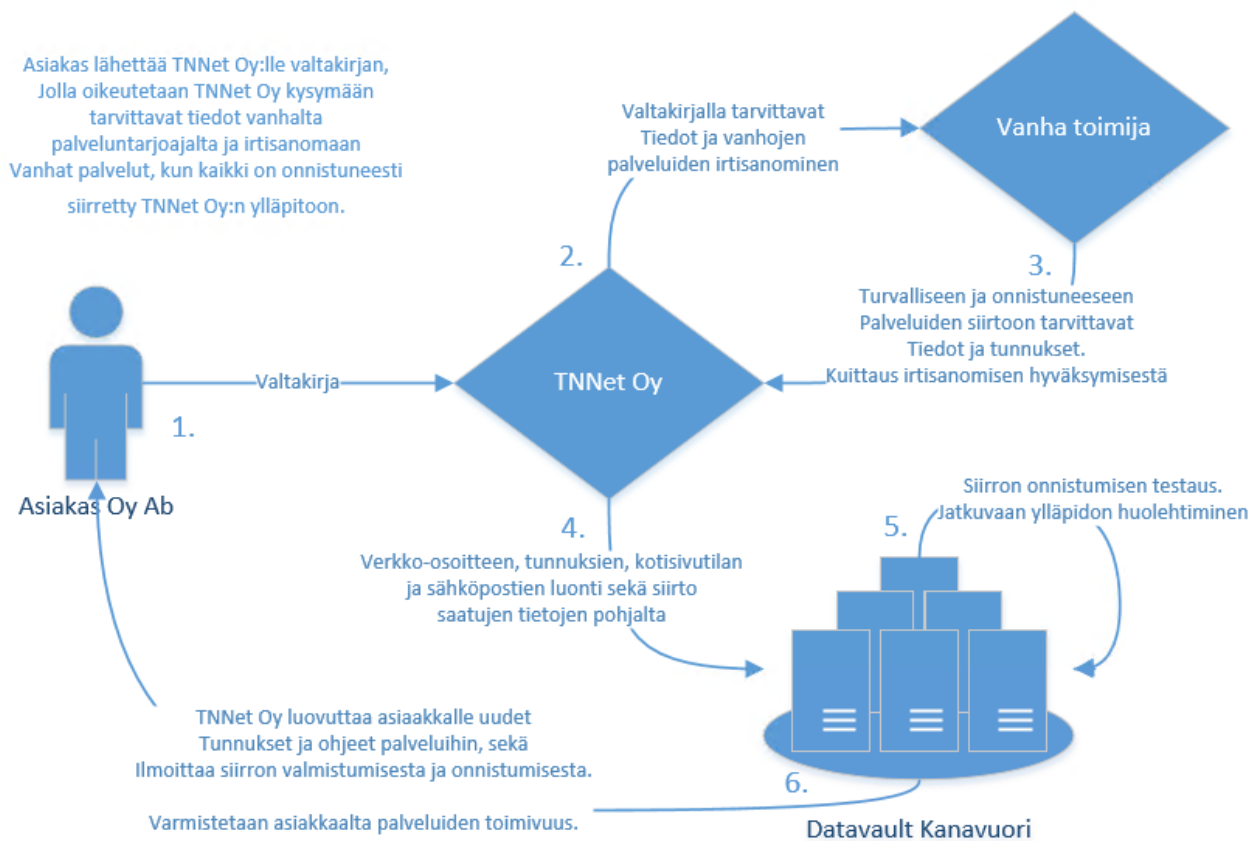 Asiakas lähettää TNNet Oy:lle valtakirjan,
Jolla oikeutetaan TNNet Oy kysymään
tarvittavat tiedot vanhalta
palveluntarjoajalta ja irtisanomaan
Vanhat palvelut, kun kaikki on onnistuneesti
siirretty TNNet Oy:n ylläpitoon.
Valtakirjalla tarvittavat
Tiedot ja vanhojen
palveluiden irtisanominen
Vanha toimija
2.
3.
Turvalliseen ja onnistuneeseen
Palveluiden siirtoon tarvittavat
Tiedot ja tunnukset.
Kuittaus irtisanomisen hyväksymisestä
Valtakirja
TNNet Oy
1.
Asiakas Oy Ab
Siirron onnistumisen testaus.
Jatkuvaan ylläpidon huolehtiminen
4.
5.
Verkko-osoitteen, tunnuksien, kotisivutilan
ja sähköpostien luonti sekä siirto
saatujen tietojen pohjalta
TNNet Oy luovuttaa asiaakkalle uudet
Tunnukset ja ohjeet palveluihin, sekä
Ilmoittaa siirron valmistumisesta ja onnistumisesta.
6.
Varmistetaan asiakkaalta palveluiden toimivuus.
Datavault Kanavuori